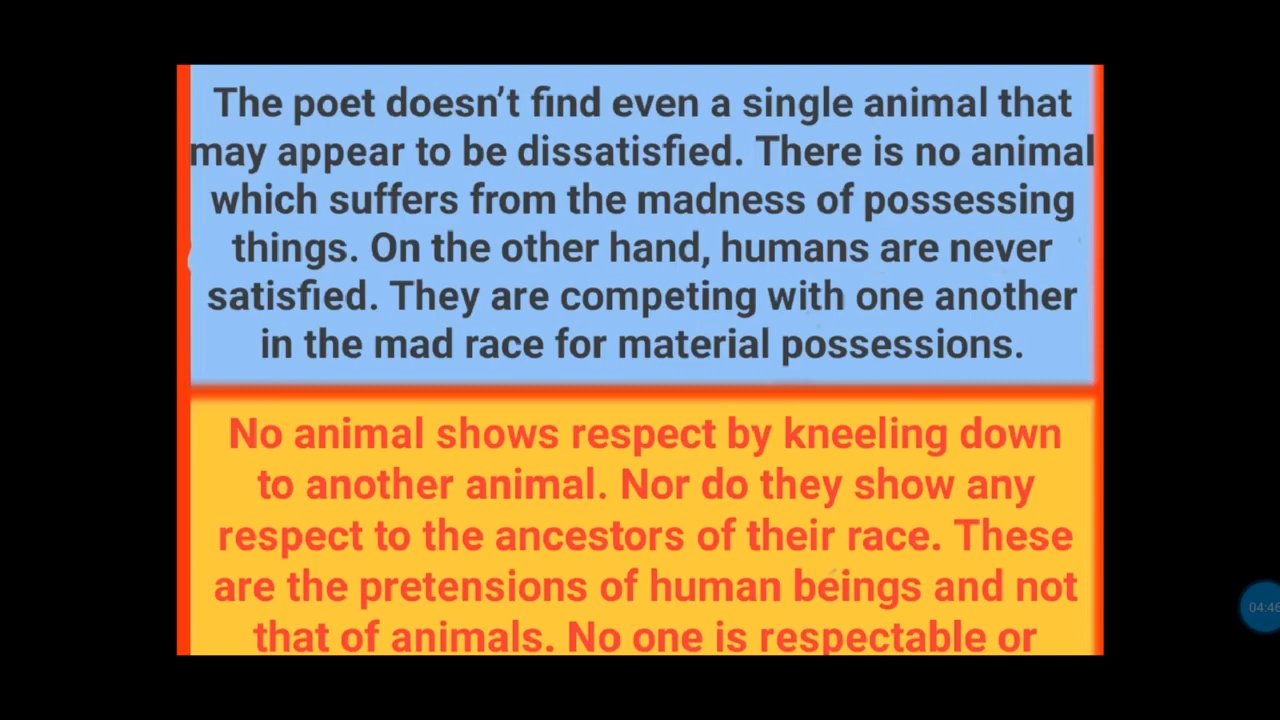 The poet doesn't find even a single animal that
may appear to be dissatisfied. There is no animal
which suffers from the madness of possessing
things. On the other hand, humans are never
satisfied. They are competing with one another
in the mad race for material possessions.
No animal shows respect by kneeling down
to another animal. Nor do they show any
respect to the ancestors of their race. These
are the pretensions of human beings and not
that of animals. No one is respectable or
04:46